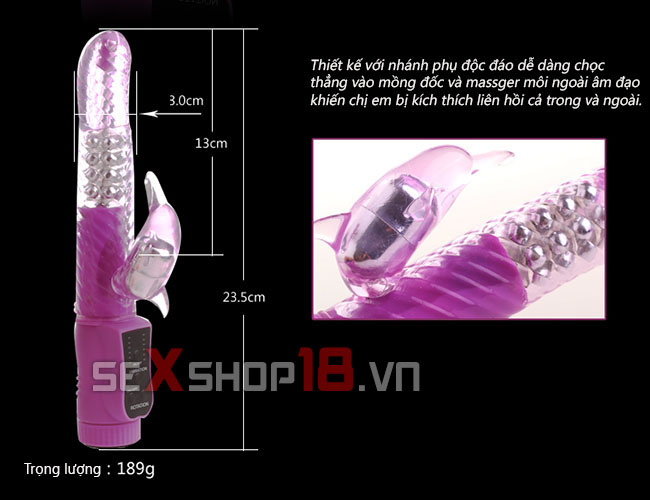 Thiết kế với nhánh phụ độc đáo dễ dàng chọc
thẳng vào mồng đốc và massger môi ngoài âm đạo
khiến chị em bị kích thích liên hồi cả trong và ngoài.
3.0cm
13cm
23.5cm
seXshop18.vn
ROTATION
Trọng lượng : 189g